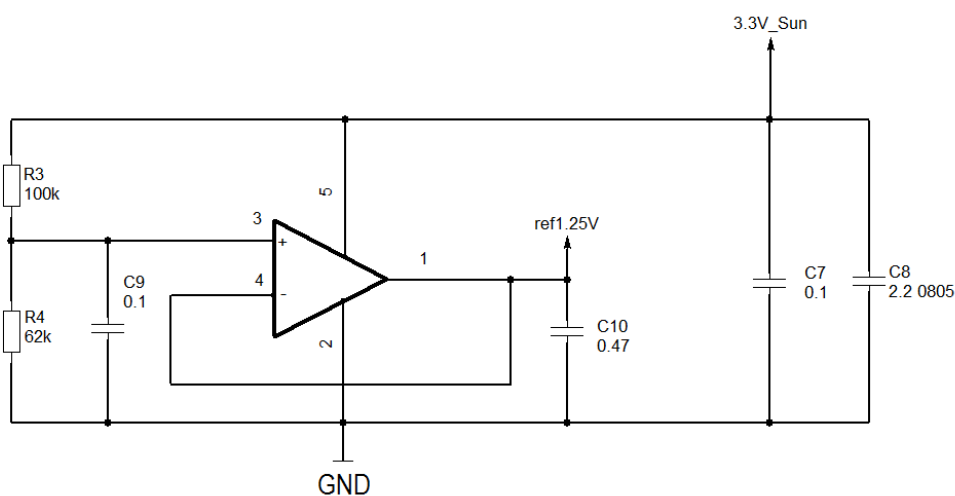 3.3V_Sun
R3
100k
5
3
+
ref1.25V
1
4
-
C9
0.1
C7
0.1
C8
2.2 0805
R4
62k
C10
0.47
2
GND